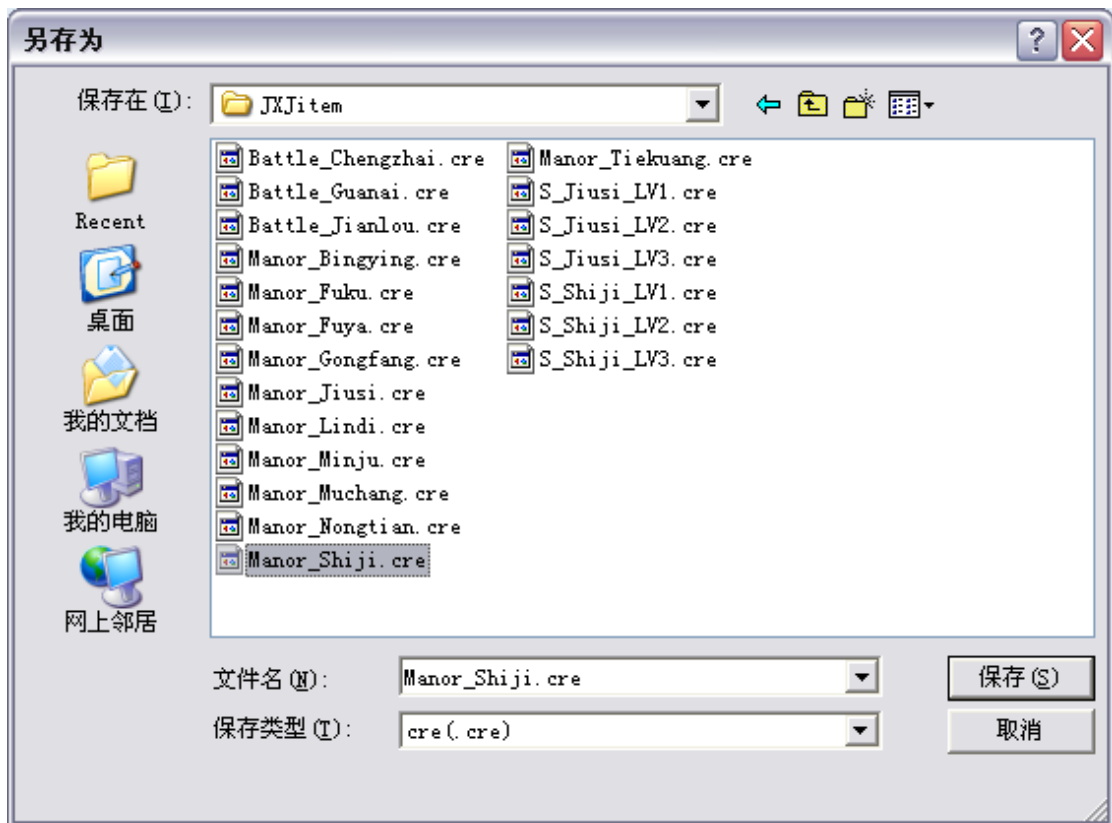 另存为
保存在(I):
JXJitem
Recent
桌面
我的文档
我的电脑
网上邻居
Battle_Chengzhai.cre
Battle_Guanai.cre
Battle_Jianlou.cre
Manor_Bingying.cre
Manor_Fuku.cre
Manor_Fuya.cre
Manor_Gongfang.cre
Manor_Jiusi.cre
Manor_Lindi.cre
Manor_Minju.cre
Manor_Muchang.cre
Manor_Nongtian.cre
Manor_Shiji.cre
Manor_Tiekuang.cre
S_Jiusi_LV1.cre
S_Jiusi_LV2.cre
S_Jiusi_LV3.cre
S_Shiji_LV1.cre
S_Shiji_LV2.cre
S_Shiji_LV3.cre
文件名(N):
Manor_Shiji.cre
保存(S)
保存类型(T):
cre(.cre)
取消